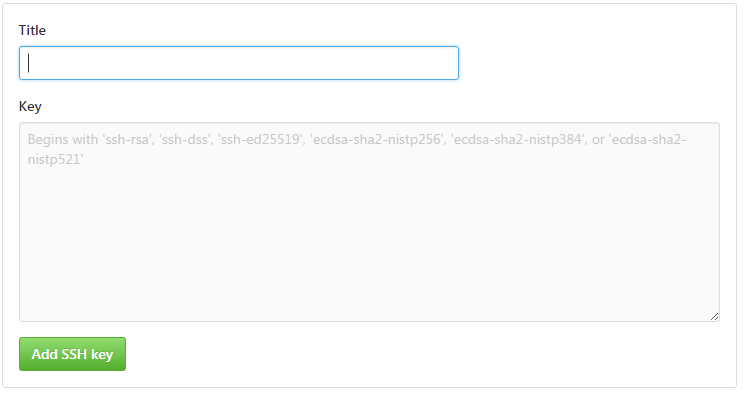 Title
Key
Begins with 'ssh-rsa', 'ssh-dss', 'ssh-ed25519', 'ecdsa-sha2-nistp256', 'ecdsa-sha2-nistp384', or 'ecdsa-sha2-
nistp521'
Add SSH key